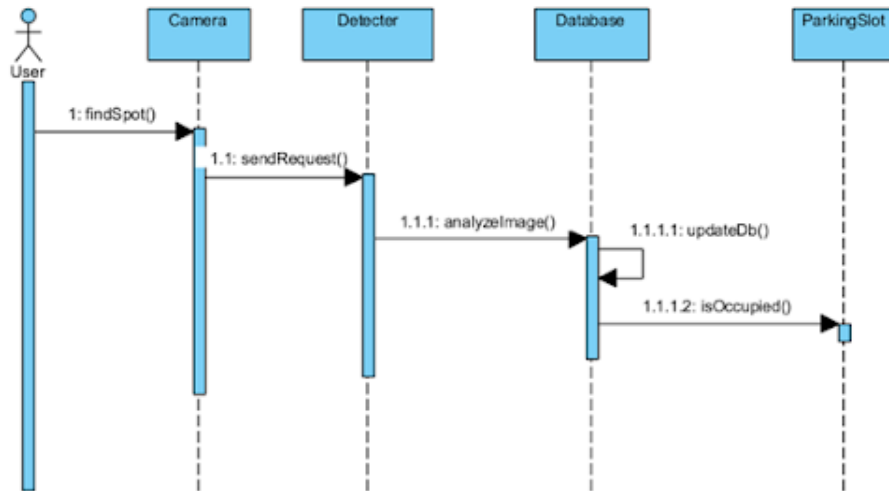 Camera
Detecter
Database
ParkingSlot
User
1: findSpot()
1.1: sendRequest()
1.1.1: analyzeImage()
1.1.1.1: updateDb()
1.1.1.2: isOccupied()